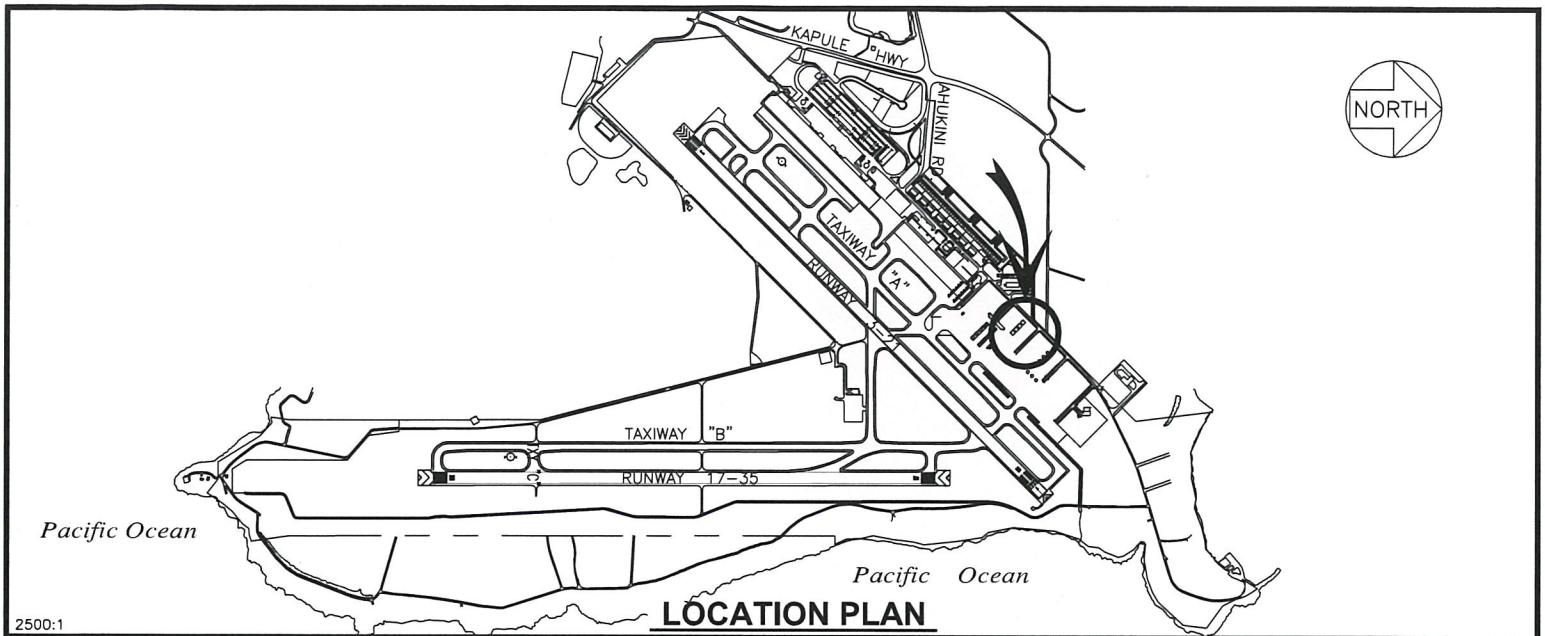 KAPULE HWY
AHUKINI RD
NORTH
TAXIWAY "A"
RUNWAY
TAXIWAY "B"
RUNWAY 17-35
Pacific Ocean
Pacific Ocean
LOCATION PLAN
2500:1